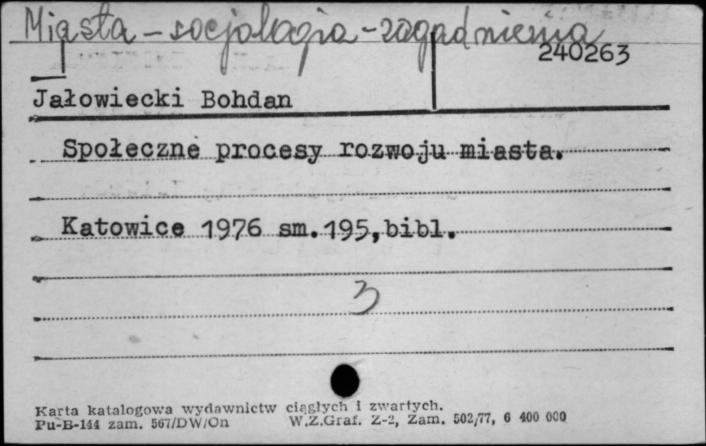 Miasta - socjologia - zagadnienia
240263
Jałowiecki Bohdan
Społeczne procesy rozwoju miasta.
Katowice 1976 sm.195,bibl.
3
Karta katalogowa wydawnictw ciągłych i zwartych.
Pu-B-144 zam. 567/DW/On W.Z.Graf. Z-2, Zam. 502/77, 6 400 000